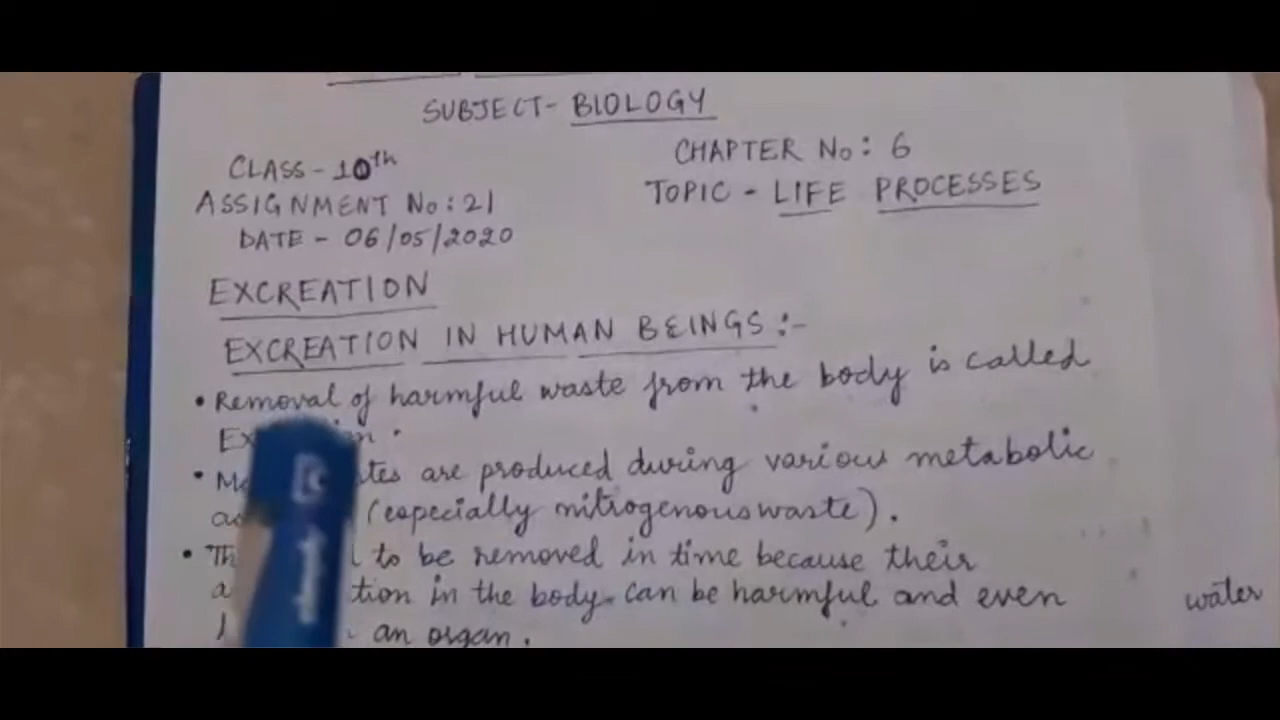 SUBJECT- BIOLOGY
CLASS - 10th
CHAPTER No: 6
ASSIGNMENT No: 21
TOPIC - LIFE PROCESSES
DATE - 06/05/2020
EXCREATION
EXCREATION IN HUMAN BEINGS :-
• Removal of harmful waste from the body is called
• are produced during various metabolic
(especially nitrogenous waste).
• to be removed in time because their
in the body can be harmful and even
water
an organ.